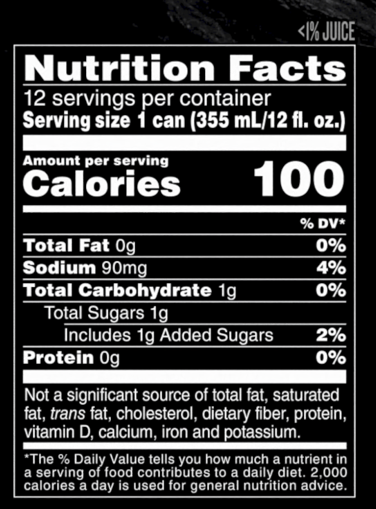 <1% JUICE
Nutrition Facts
12 servings per container
Serving size 1 can (355 mL/12 fl. oz.)
Amount per serving
Calories 100
% DV*
Total Fat 0g 0%
Sodium 90mg 4%
Total Carbohydrate 1g 0%
Total Sugars 1g
Includes 1g Added Sugars 2%
Protein 0g 0%
Not a significant source of total fat, saturated
fat, trans fat, cholesterol, dietary fiber, protein,
vitamin D, calcium, iron and potassium.
*The % Daily Value tells you how much a nutrient in
a serving of food contributes to a daily diet. 2,000
calories a day is used for general nutrition advice.